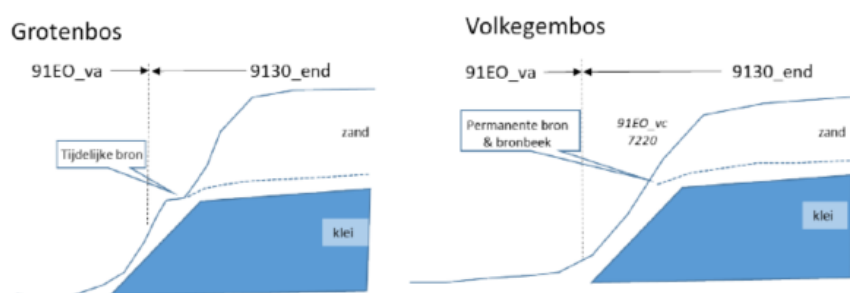 Grotenbos
91EO_va
9130_end
Tijdelijke bron
zand
klei
Volkegembos
91EO_va
9130_end
Permanente bron
& bronbeek
91EO_vc
7220
zand
klei